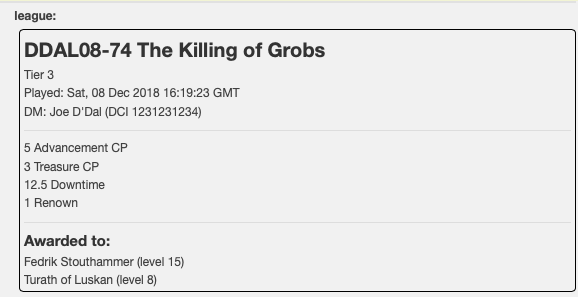 league:
DDAL08-74 The Killing of Grobs
Tier 3
Played: Sat, 08 Dec 2018 16:19:23 GMT
DM: Joe D'Dal (DCI 1231231234)
5 Advancement CP
3 Treasure CP
12.5 Downtime
1 Renown
Awarded to:
Fedrik Stouthammer (level 15)
Turath of Luskan (level 8)